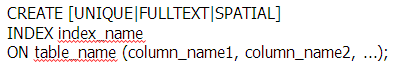 CREATE [UNIQUE|FULLTEXT|SPATIAL]
INDEX index_name
ON table_name (column_name1, column_name2, ...);